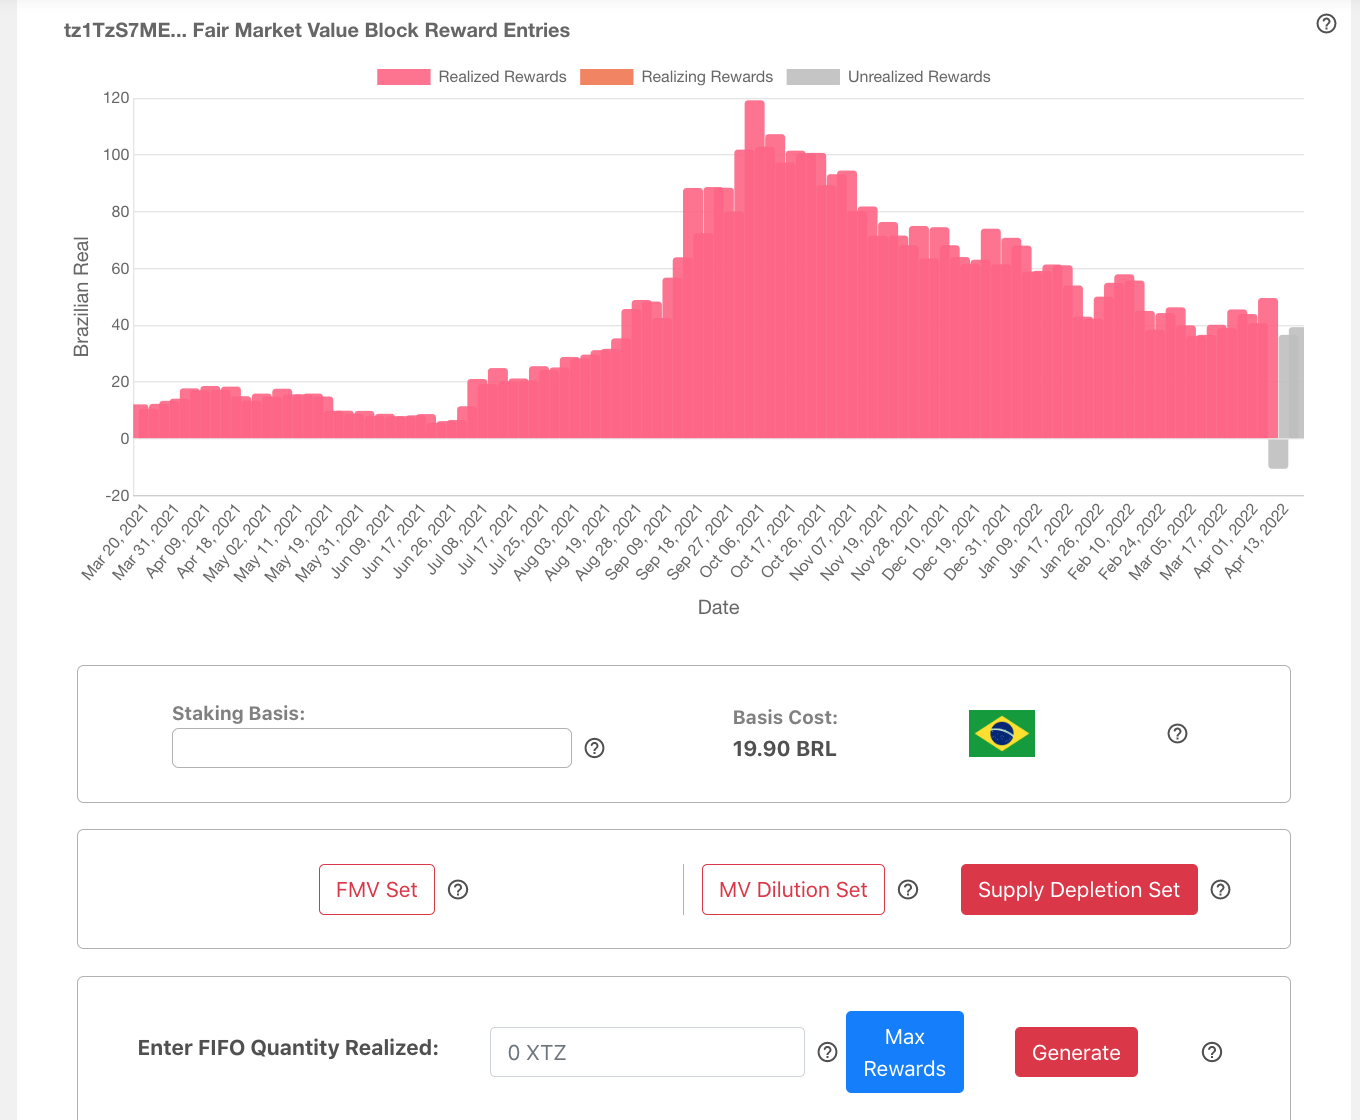 tz1TzS7ME... Fair Market Value Block Reward Entries
Realized Rewards
Realizing Rewards
Unrealized Rewards
120
100
80
60
40
20
0
-20
Brazilian Real
Mar 20, 2021
Mar 31, 2021
Apr 09, 2021
Apr 18, 2021
May 02, 2021
May 11, 2021
May 19, 2021
May 31, 2021
Jun 09, 2021
Jun 17, 2021
Jun 26, 2021
Jul 08, 2021
Jul 17, 2021
Jul 25, 2021
Aug 03, 2021
Aug 19, 2021
Aug 28, 2021
Sep 09, 2021
Sep 18, 2021
Sep 27, 2021
Oct 06, 2021
Oct 17, 2021
Oct 26, 2021
Nov 07, 2021
Nov 19, 2021
Nov 28, 2021
Dec 10, 2021
Dec 19, 2021
Dec 31, 2021
Jan 09, 2022
Jan 17, 2022
Jan 26, 2022
Feb 10, 2022
Feb 24, 2022
Mar 05, 2022
Mar 17, 2022
Apr 01, 2022
Apr 13, 2022
Date
Staking Basis:
Basis Cost:
19.90 BRL
FMV Set
MV Dilution Set
Supply Depletion Set
Enter FIFO Quantity Realized:
0 XTZ
Max
Rewards
Generate